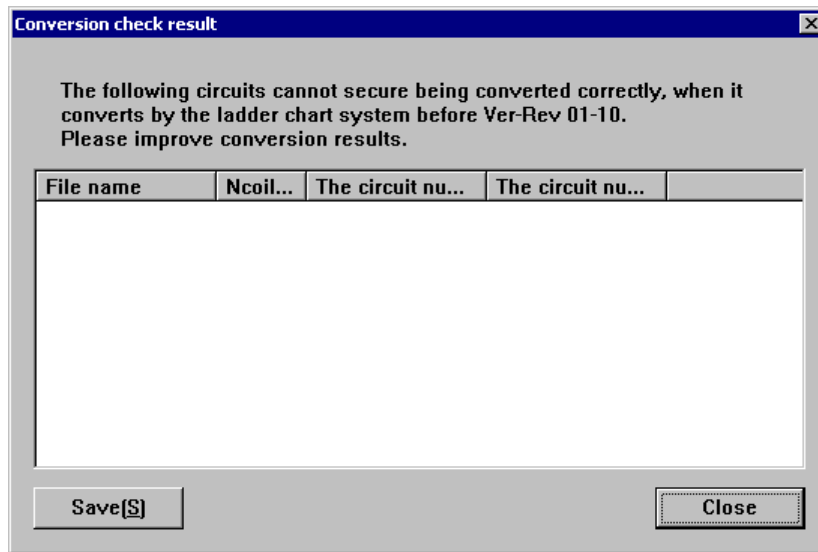 Conversion check result
The following circuits cannot secure being converted correctly, when it
converts by the ladder chart system before Ver-Rev 01-10.
Please improve conversion results.
File name Ncoil... The circuit nu... The circuit nu...
Save(S) Close